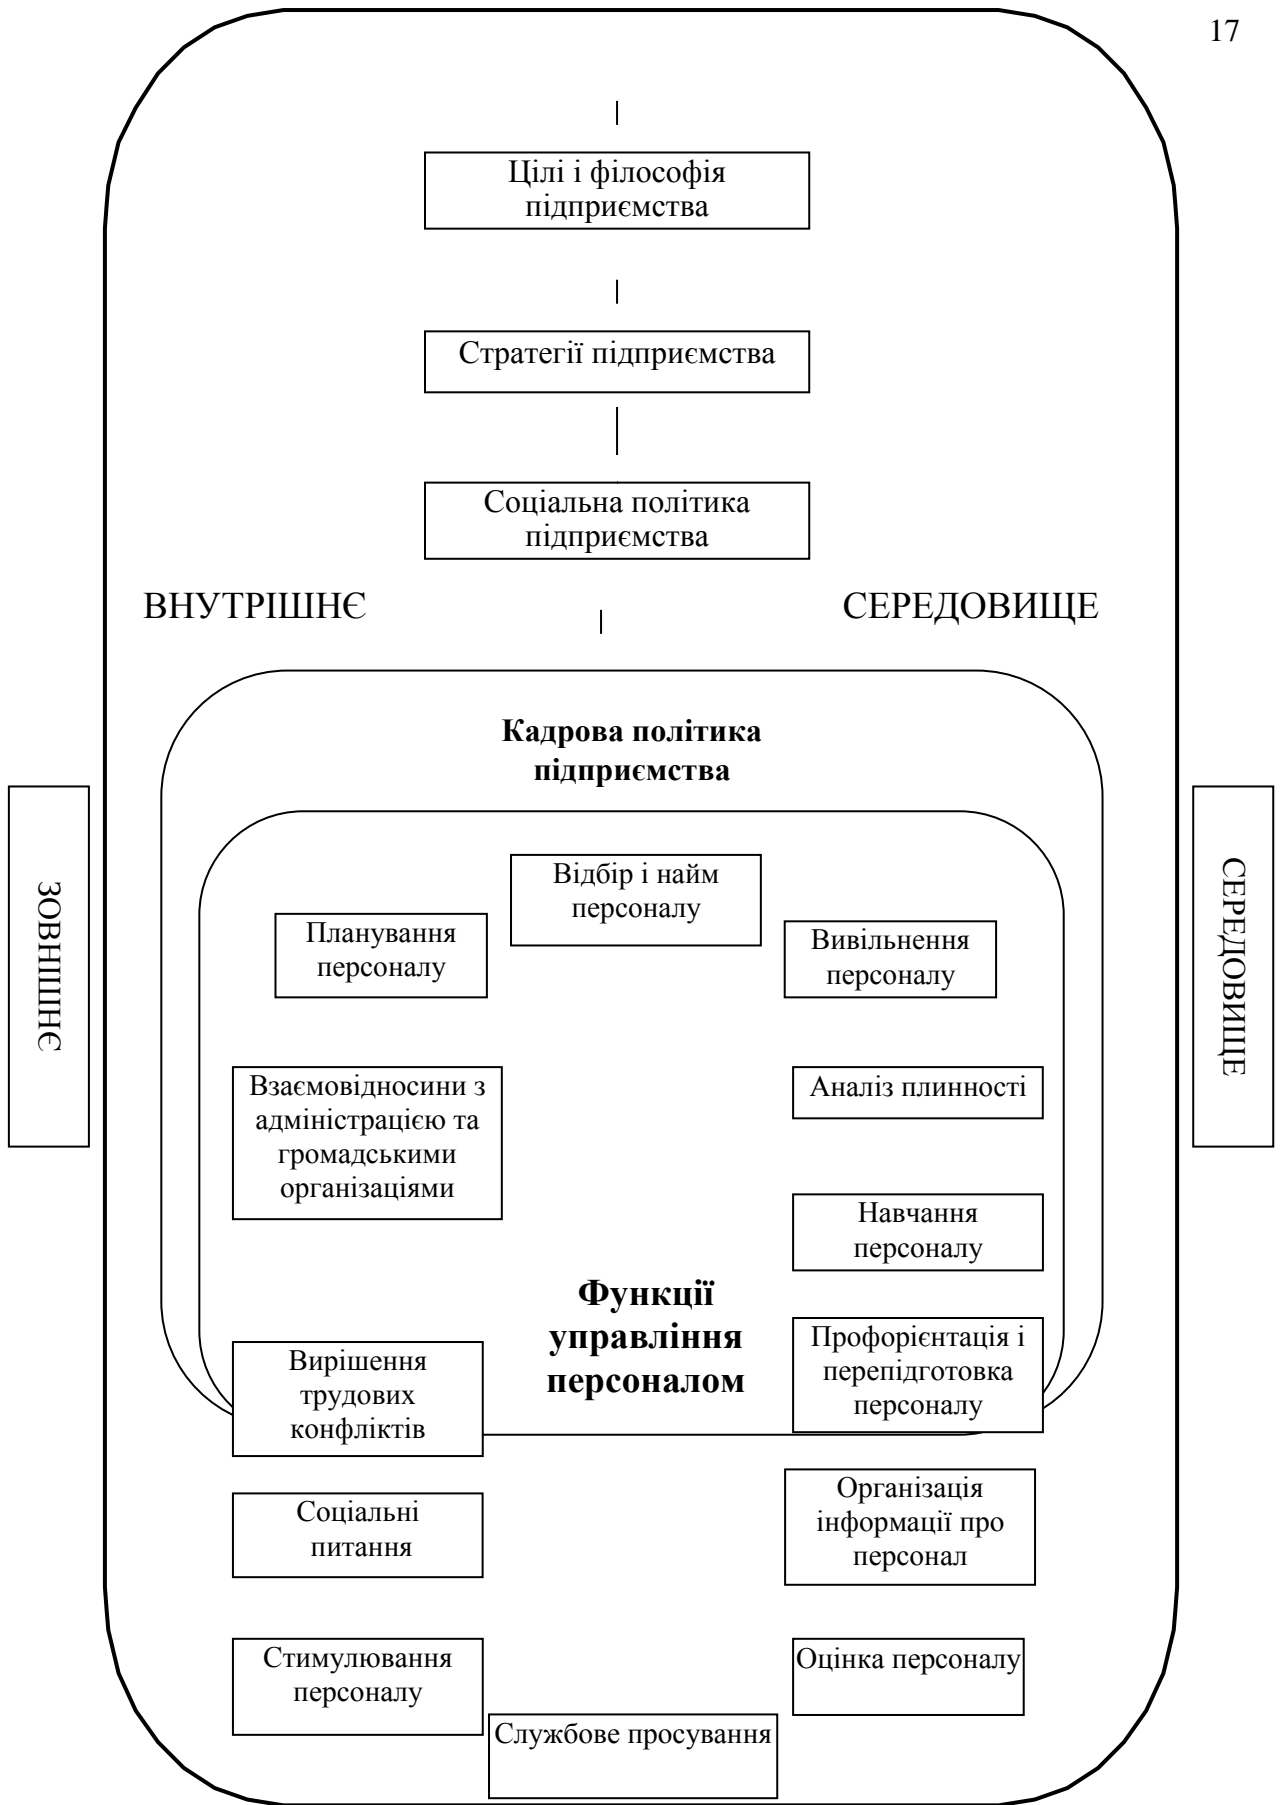 17
Цілі і філософія
підприємства
Стратегії підприємства
Соціальна політика
підприємства
ВНУТРІШНЄ
СЕРЕДОВИЩЕ
Кадрова політика
підприємства
ЗОВНІШНЄ
СЕРЕДОВИЩЕ
Відбір і найм
персоналу
Планування
персоналу
Вивільнення
персоналу
Взаємовідносини з
адміністрацією та
громадськими
організаціями
Аналіз плинності
Навчання
персоналу
Функції
управління
персоналом
Вирішення
трудових
конфліктів
Профорієнтація і
перепідготовка
персоналу
Соціальні
питання
Організація
інформації про
персонал
Стимулювання
персоналу
Оцінка персоналу
Службове просування